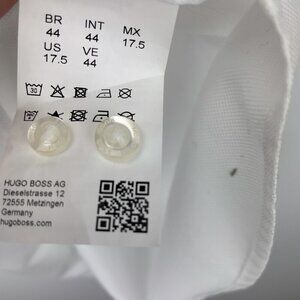 BR INT MX
44 44 17.5
US VE
17.5 44
30
HUGO BOSS AG
Dieselstrasse 12
72555 Metzingen
Germany
hugoboss.com